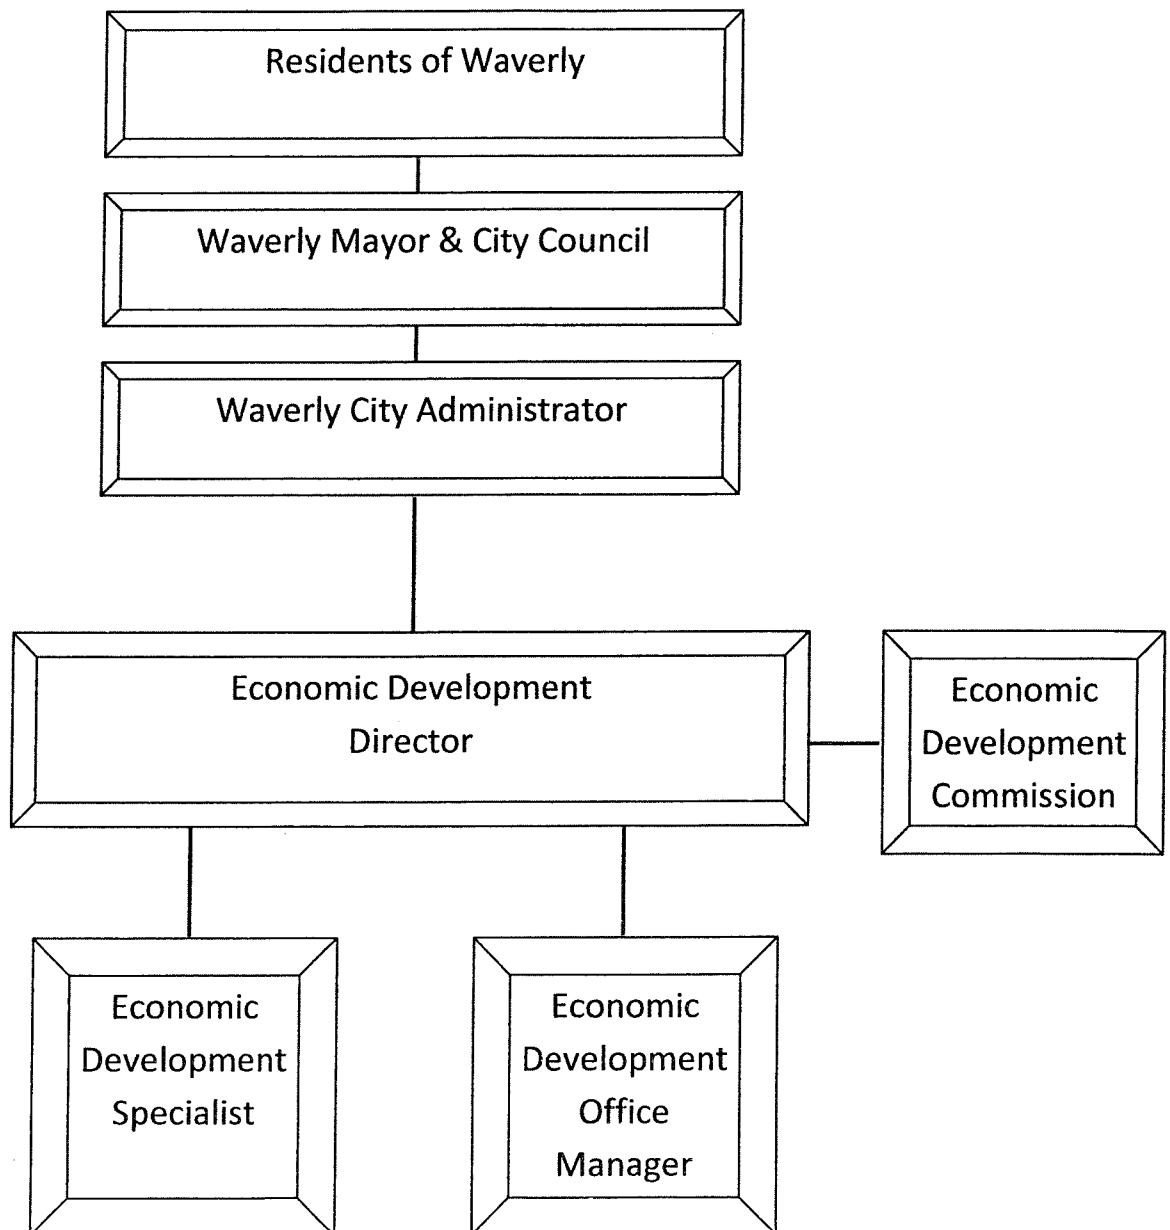 Residents of Waverly
Waverly Mayor & City Council
Waverly City Administrator
Economic Development
Director
Economic
Development
Commission
Economic
Development
Specialist
Economic
Development
Office
Manager